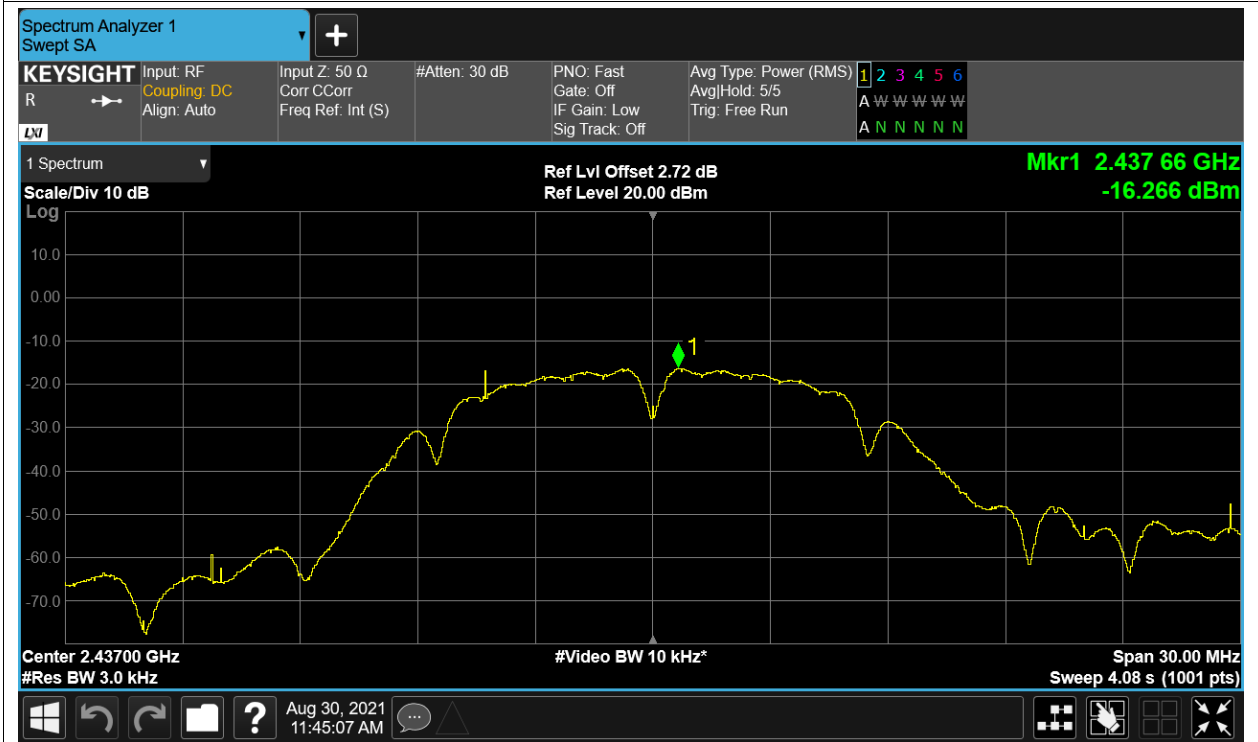 Spectrum Analyzer 1
Swept SA
+
KEYSIGHT
R
LXI
Input: RF
Coupling: DC
Align: Auto
Input Z: 50 Ω
Corr CCorr
Freq Ref: Int (S)
#Atten: 30 dB
PNO: Fast
Gate: Off
IF Gain: Low
Sig Track: Off
Avg Type: Power (RMS)
Avg|Hold: 5/5
Trig: Free Run
1 2 3 4 5 6
A W W W W W
A N N N N N
1 Spectrum
Scale/Div 10 dB
Log
Ref Lvl Offset 2.72 dB
Ref Level 20.00 dBm
Mkr1 2.437 66 GHz
-16.266 dBm
10.0
0.00
-10.0
-20.0
-30.0
-40.0
-50.0
-60.0
-70.0
1
Center 2.43700 GHz
#Res BW 3.0 kHz
#Video BW 10 kHz*
Span 30.00 MHz
Sweep 4.08 s (1001 pts)
?
Aug 30, 2021
11:45:07 AM